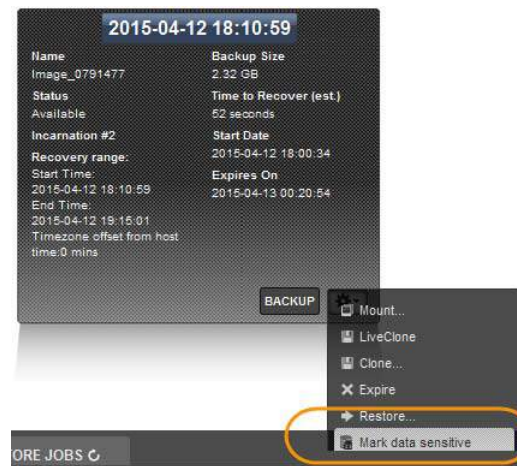 2015-04-12 18:10:59
Name
Image_0791477
Status
Available
Incarnation #2
Recovery range:
Start Time:
2015-04-12 18:10:59
End Time:
2015-04-12 19:15:01
Timezone offset from host
time:0 mins
Backup Size
2.32 GB
Time to Recover (est.)
52 seconds
Start Date
2015-04-12 18:00:34
Expires On
2015-04-13 00:20:54
BACKUP
Mount...
LiveClone
Clone...
Expire
Restore...
Mark data sensitive
ORE JOBS